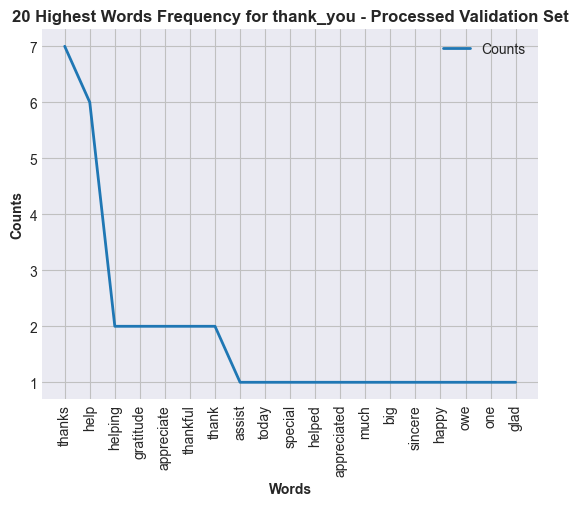 20 Highest Words Frequency for thank_you - Processed Validation Set
Counts
7
6
5
4
3
2
1
Counts
thanks
help
helping
gratitude
appreciate
thankful
thank
assist
today
special
helped
appreciated
much
big
sincere
happy
owe
one
glad
Words